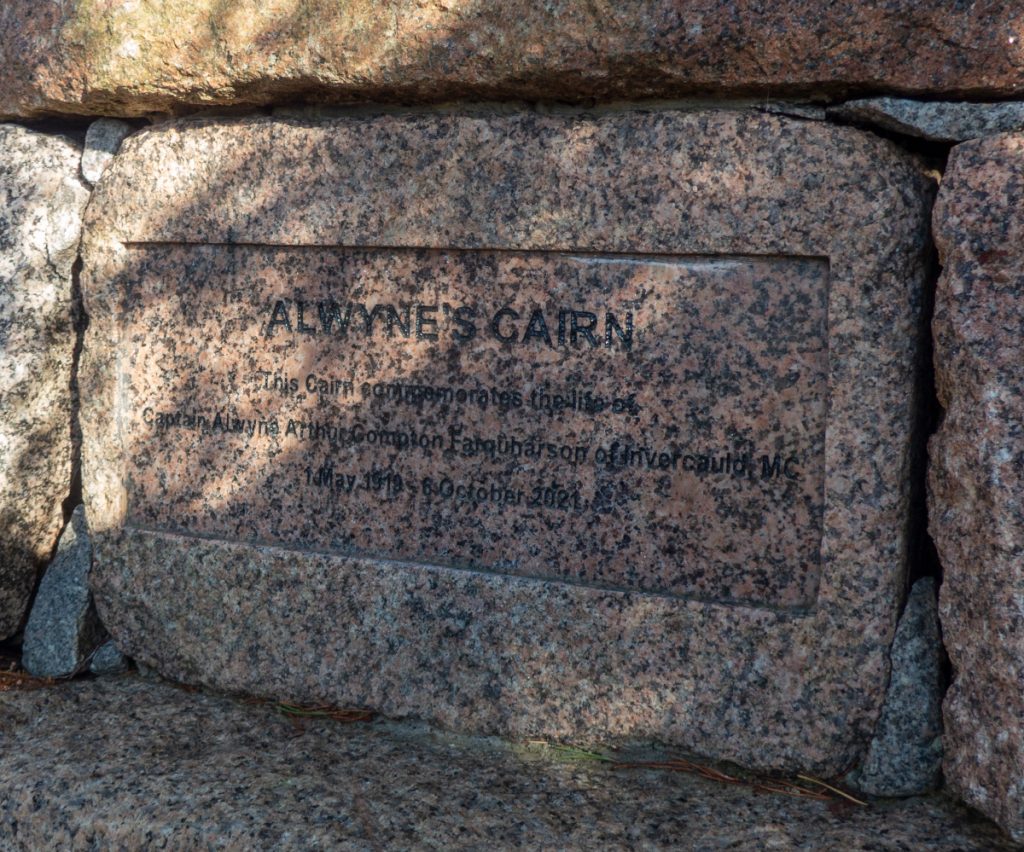 ALWYNE'S CAIRN
This Cairn commemorates the life of
Captain Alwyne Arthur Compton Farquharson of Invercauld, MC
1 May 1919 - 6 October 2021